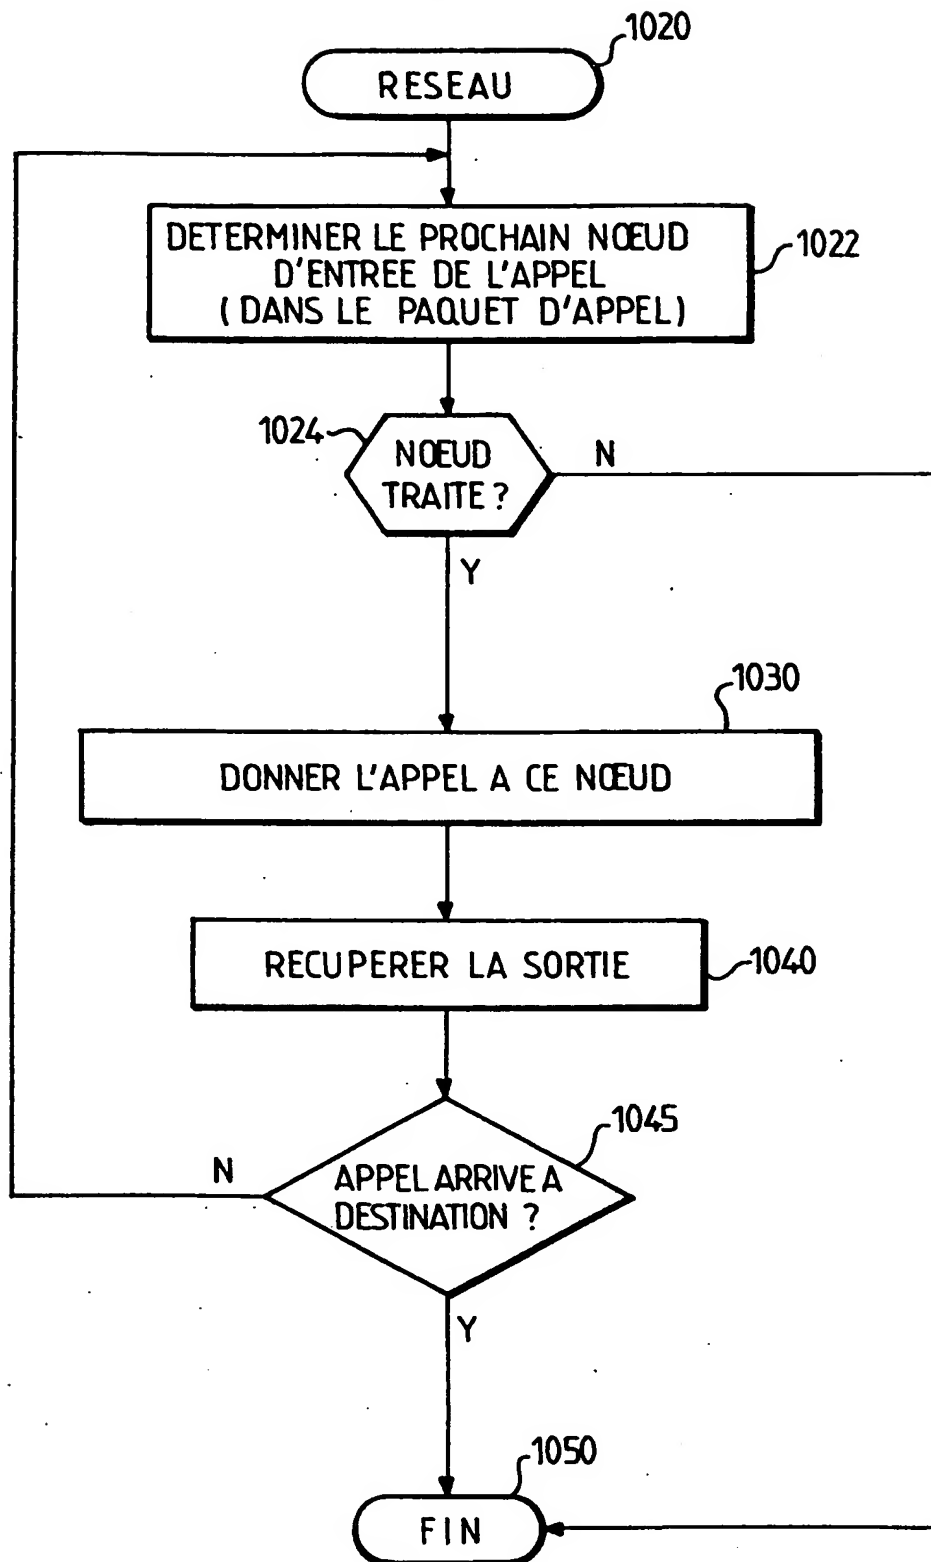 1020
RESEAU
DETERMINER LE PROCHAIN NŒUD
D'ENTREE DE L'APPEL
(DANS LE PAQUET D'APPEL)
1022
1024
NŒUD
TRAITE ?
N
Y
1030
DONNER L'APPEL A CE NŒUD
RECUPERER LA SORTIE
1040
1045
N
APPEL ARRIVE A
DESTINATION ?
Y
1050
FIN